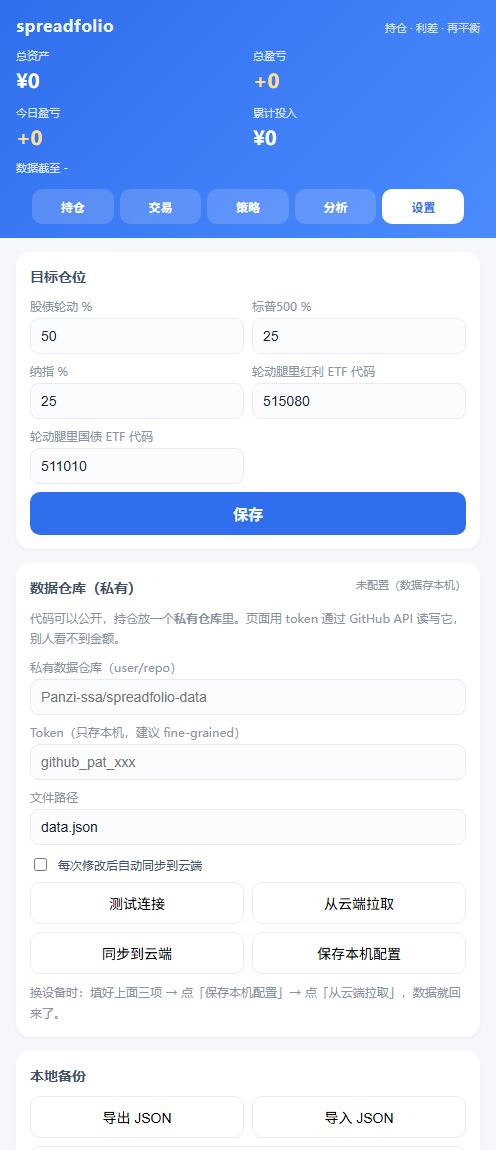 spreadfolio
持仓 · 利差 · 再平衡
总资产
¥0
总盈亏
+0
今日盈亏
+0
累计投入
¥0
数据截至 -
持仓
交易
策略
分析
设置
目标仓位
股债轮动 %
50
标普500 %
25
纳指 %
25
轮动腿里红利 ETF 代码
515080
轮动腿里国债 ETF 代码
511010
保存
数据仓库（私有）
未配置（数据存本机）
代码可以公开，持仓放一个私有仓库里。页面用 token 通过 GitHub API 读写它，
别人看不到金额。
私有数据仓库（user/repo）
Panzi-ssa/spreadfolio-data
Token（只存本机，建议 fine-grained）
github_pat_xxx
文件路径
data.json
每次修改后自动同步到云端
测试连接
从云端拉取
同步到云端
保存本机配置
换设备时：填好上面三项 → 点「保存本机配置」→ 点「从云端拉取」，数据就回
来了。
本地备份
导出 JSON
导入 JSON